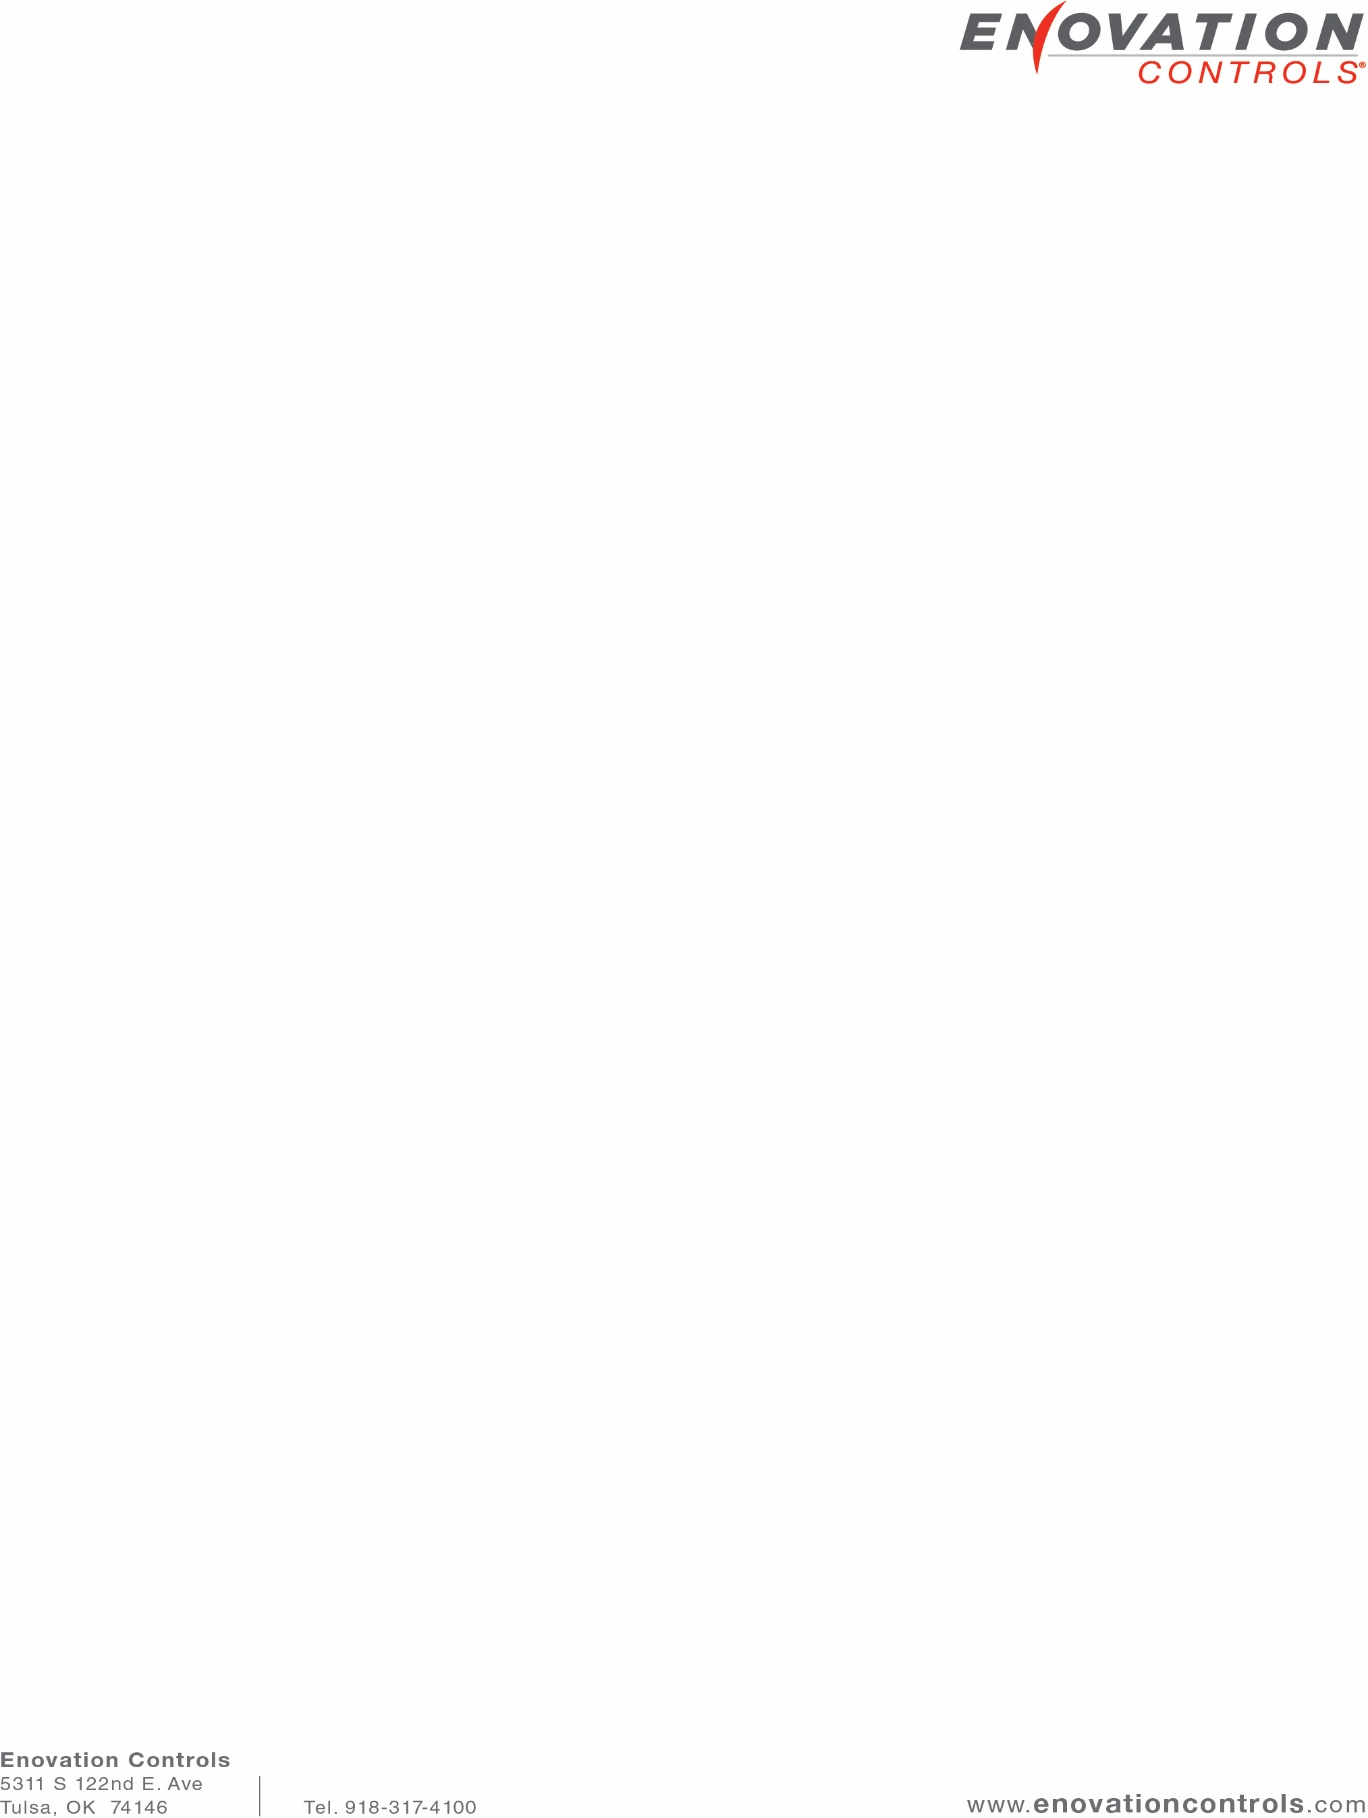 ENOVATION
CONTROLS®
Enovation Controls
5311 S 122nd E. Ave
Tulsa, OK  74146
Tel. 918-317-4100
www.enovationcontrols.com